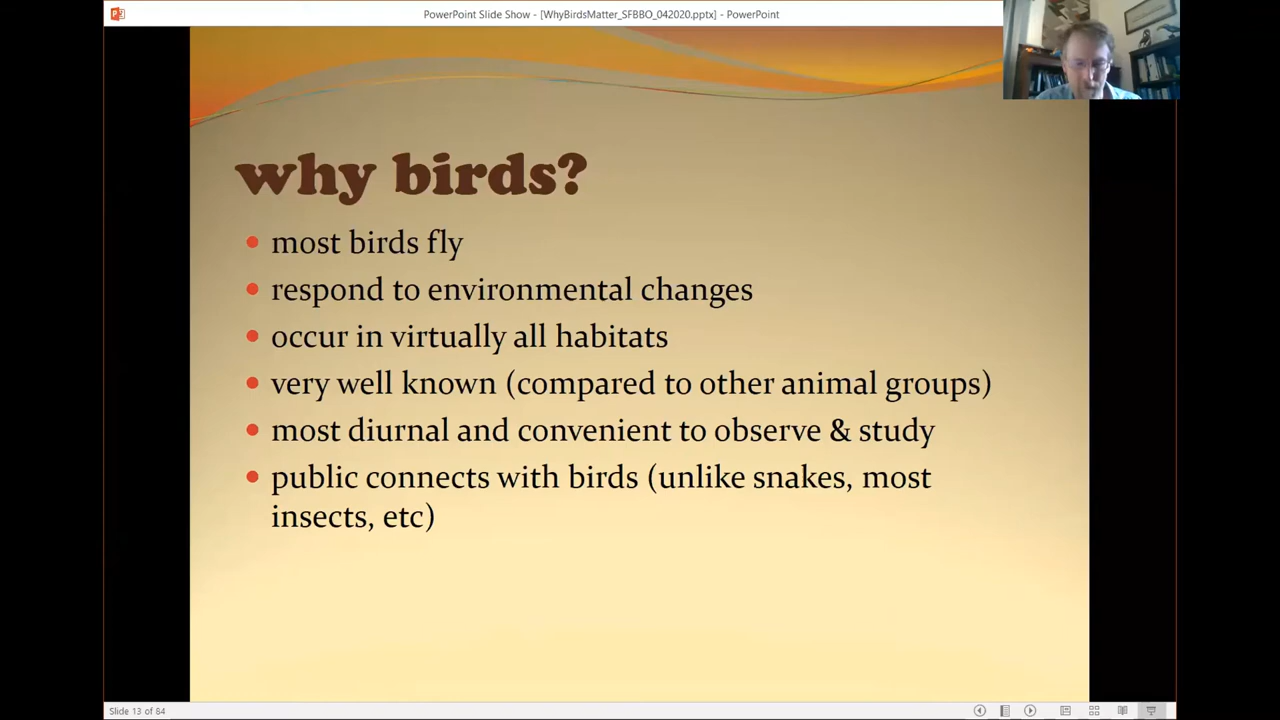 PowerPoint Slide Show - [WhyBirdsMatter_SFBBO_042020.pptx] - PowerPoint
why birds?
• most birds fly
• respond to environmental changes
• occur in virtually all habitats
• very well known (compared to other animal groups)
• most diurnal and convenient to observe & study
• public connects with birds (unlike snakes, most
insects, etc)
Slide 13 of 84